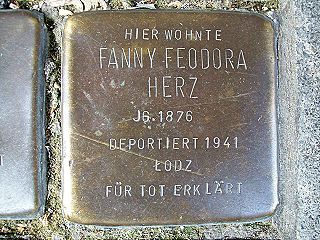 HIER WOHNTE
FANNY FEODORA
HERZ
JG. 1876
DEPORTIERT 1941
LODZ
FÜR TOT ERKLÄRT